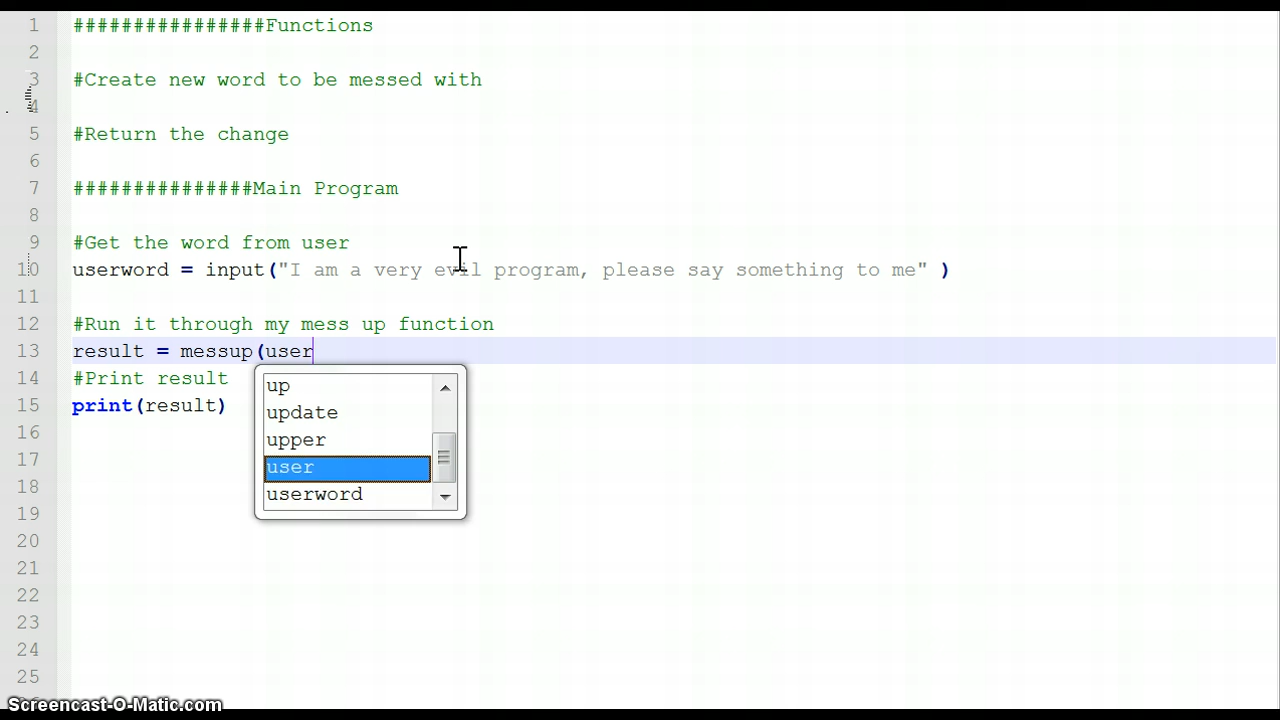 1 ################Functions
2
3 #Create new word to be messed with
4
5 #Return the change
6
7 ###############Main Program
8
9 #Get the word from user
10 userword = input("I am a very evil program, please say something to me" )
11
12 #Run it through my mess up function
13 result = messup(user
14 #Print result
15 print(result)
up
update
upper
user
userword
16
17
18
19
20
21
22
23
24
25
Screencast-O-Matic.com